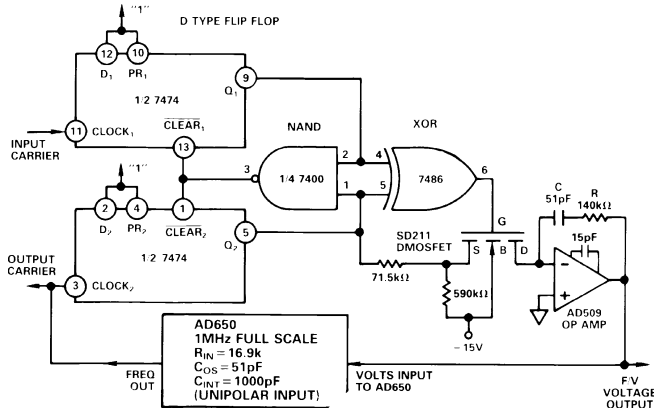 "1"
D TYPE FLIP FLOP
12
10
D1
PR1
9
Q1
1/2 7474
11
CLOCK1
CLEAR1
INPUT
CARRIER
13
NAND
XOR
"1"
3
2
1
1/4 7400
4
5
7486
6
2
4
D2
PR2
1
CLEAR2
5
Q2
1/2 7474
OUTPUT
CARRIER
3
CLOCK2
SD211
DMOSFET
G
S
B
D
71.5kΩ
590kΩ
-15V
C
51pF
R
140kΩ
15pF
-
+
AD509
OP AMP
AD650
1MHz FULL SCALE
RIN = 16.9k
COS = 51pF
CINT = 1000pF
(UNIPOLAR INPUT)
FREQ
OUT
VOLTS INPUT
TO AD650
F/V
VOLTAGE
OUTPUT